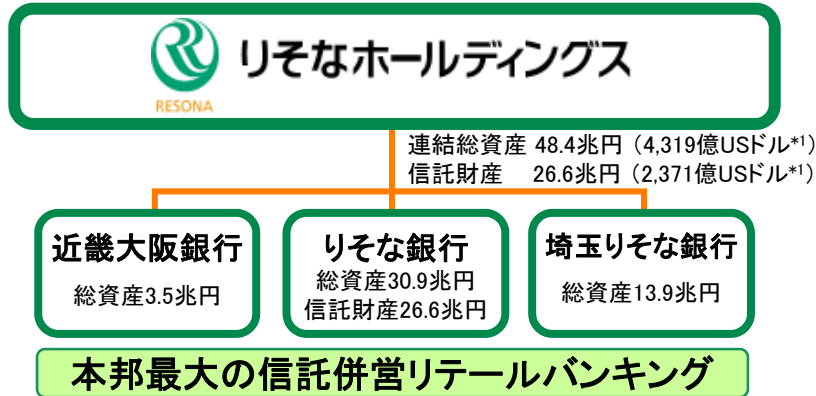 りそなホールディングス
RESONA
連結総資産 48.4兆円（4,319億USドル*1）
信託財産 26.6兆円（2,371億USドル*1）
近畿大阪銀行
総資産3.5兆円
りそな銀行
総資産30.9兆円
信託財産26.6兆円
埼玉りそな銀行
総資産13.9兆円
本邦最大の信託併営リテールバンキング